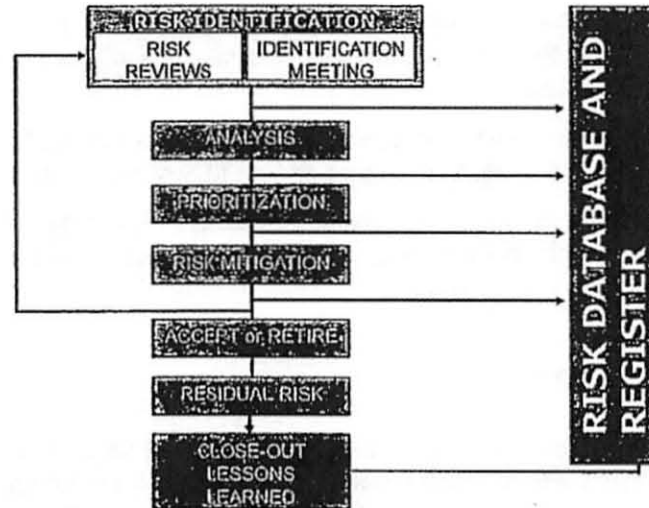 RISK IDENTIFICATION
RISK
REVIEWS
IDENTIFICATION
MEETING
ANALYSIS
PRIORITIZATION
RISK MITIGATION
ACCEPT or RETIRE
RESIDUAL RISK
CLOSE-OUT
LESSONS
LEARNED
RISK DATABASE AND
REGISTER